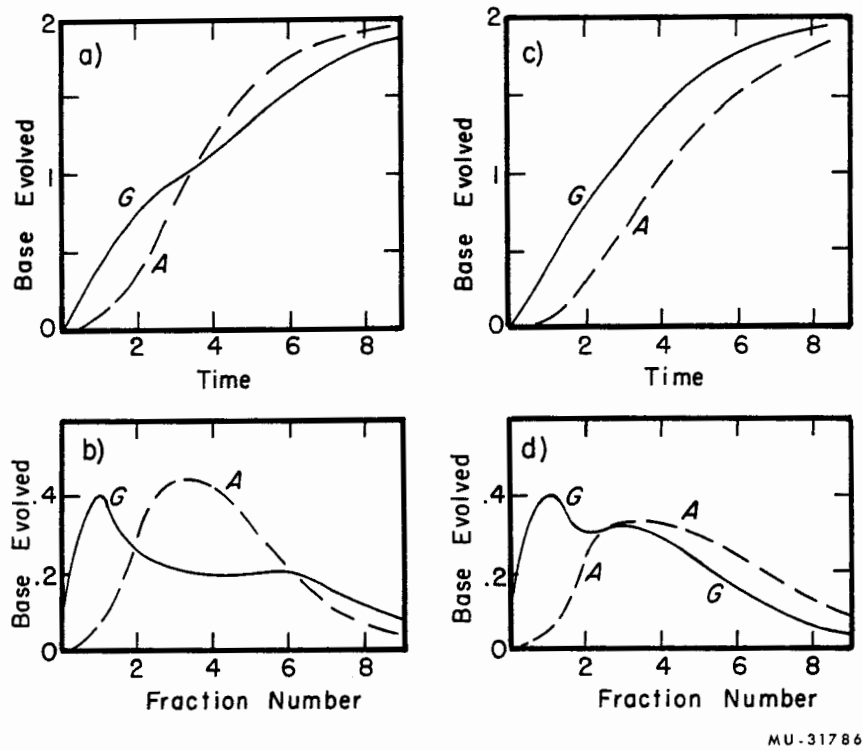 a)
2
1
0
Base Evolved
G
A
2 4 6 8
Time
c)
2
1
0
Base Evolved
G
A
2 4 6 8
Time
b)
.4
.2
0
Base Evolved
G
A
2 4 6 8
Fraction Number
d)
.4
.2
0
Base Evolved
G
A
A
G
2 4 6 8
Fraction Number
MU-31786